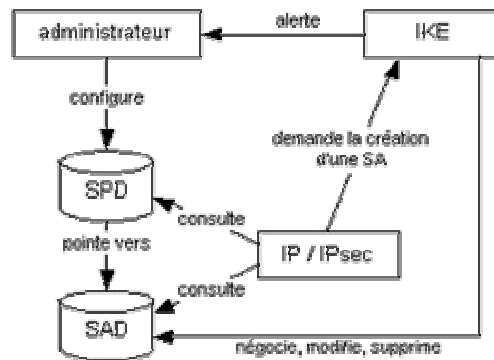 alerte
administrateur
IKE
configure
demande la création
d'une SA
SPD
consulte
pointe vers
IP / IPsec
consulte
SAD
négocie, modifie, supprime